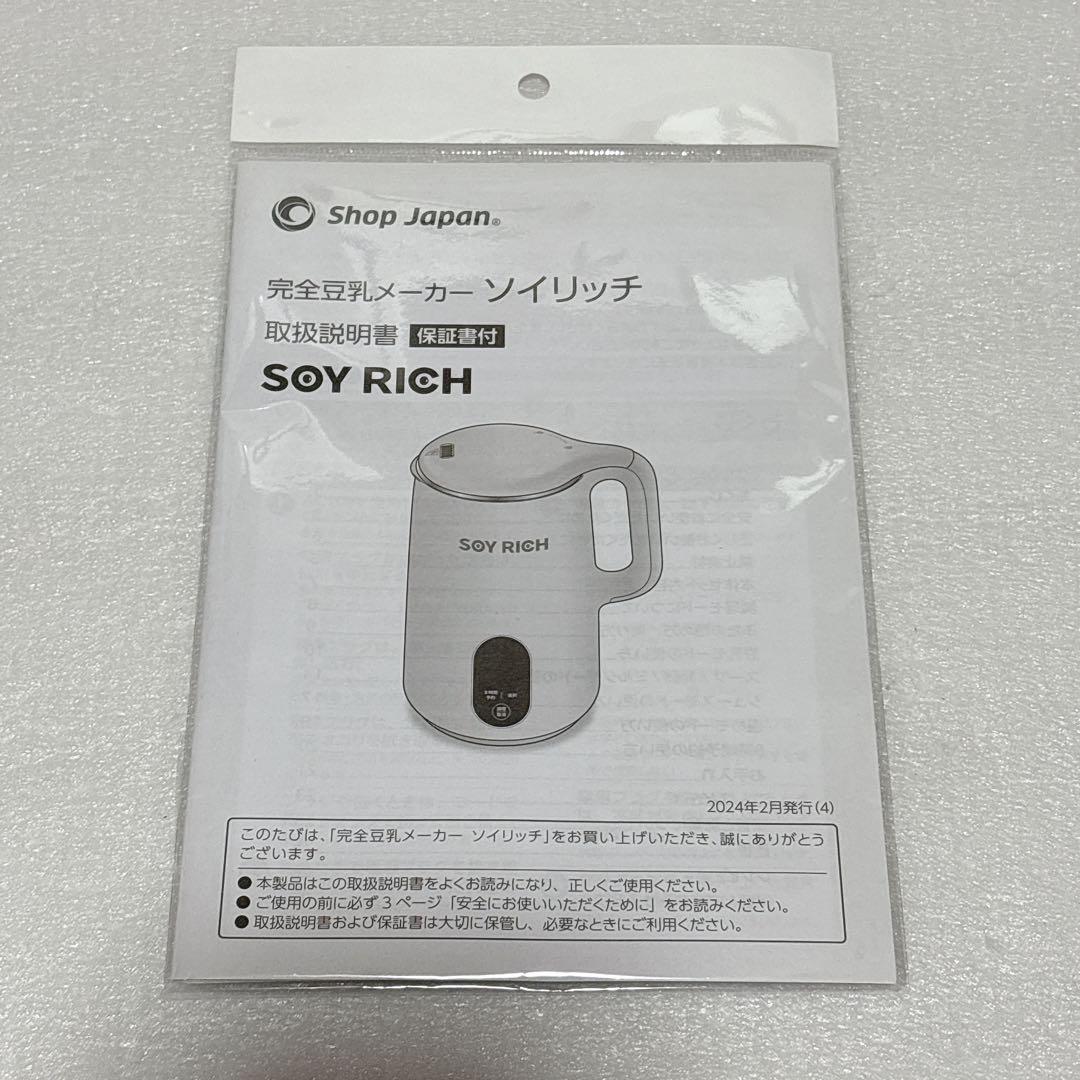 Shop Japan®
完全豆乳メーカー ソイリッチ
取扱説明書 保証書付
SOY RICH
SOY RICH
2024年2月発行(4)
このたびは、「完全豆乳メーカー ソイリッチ」をお買い上げいただき、誠にありがとう
ございます。
● 本製品はこの取扱説明書をよくお読みになり、正しくご使用ください。
● ご使用の前に必ず3ページ「安全にお使いいただくために」をお読みください。
● 取扱説明書および保証書は大切に保管し、必要なときにご利用ください。